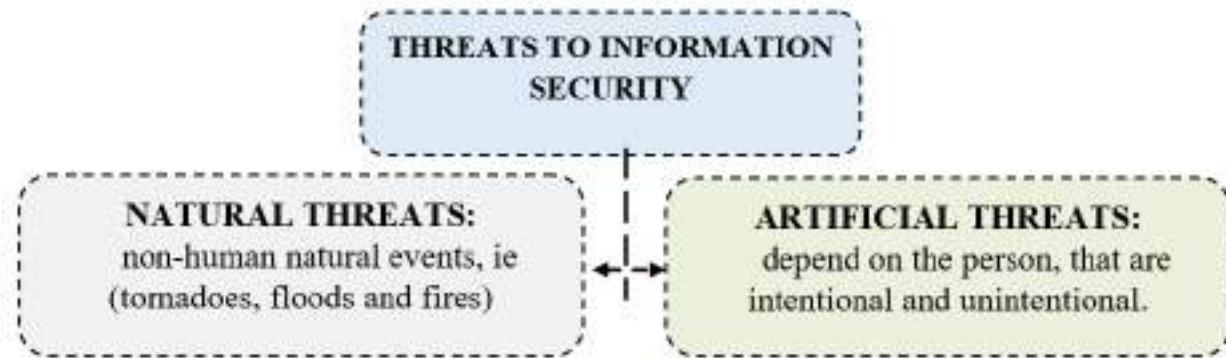 THREATS TO INFORMATION
SECURITY
NATURAL THREATS:
non-human natural events, ie
(tornadoes, floods and fires)
ARTIFICIAL THREATS:
depend on the person, that are
intentional and unintentional.